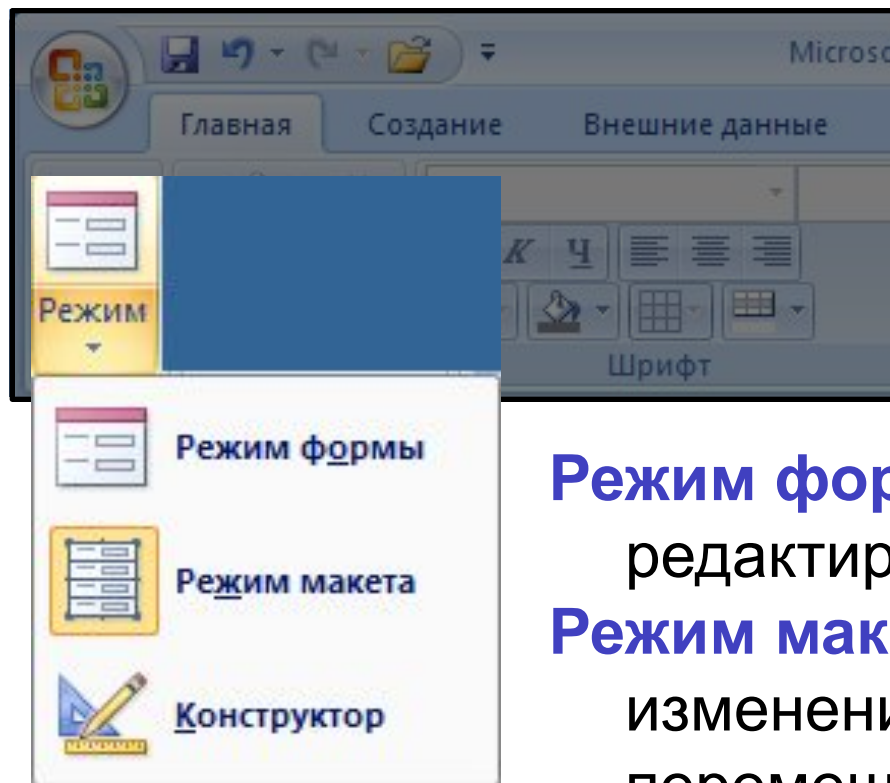 Microso
Главная Создание Внешние данные
К Ч
Режим
Шрифт
Режим формы
Режим макета
Конструктор
Режим фор
редактир
Режим мак
изменени